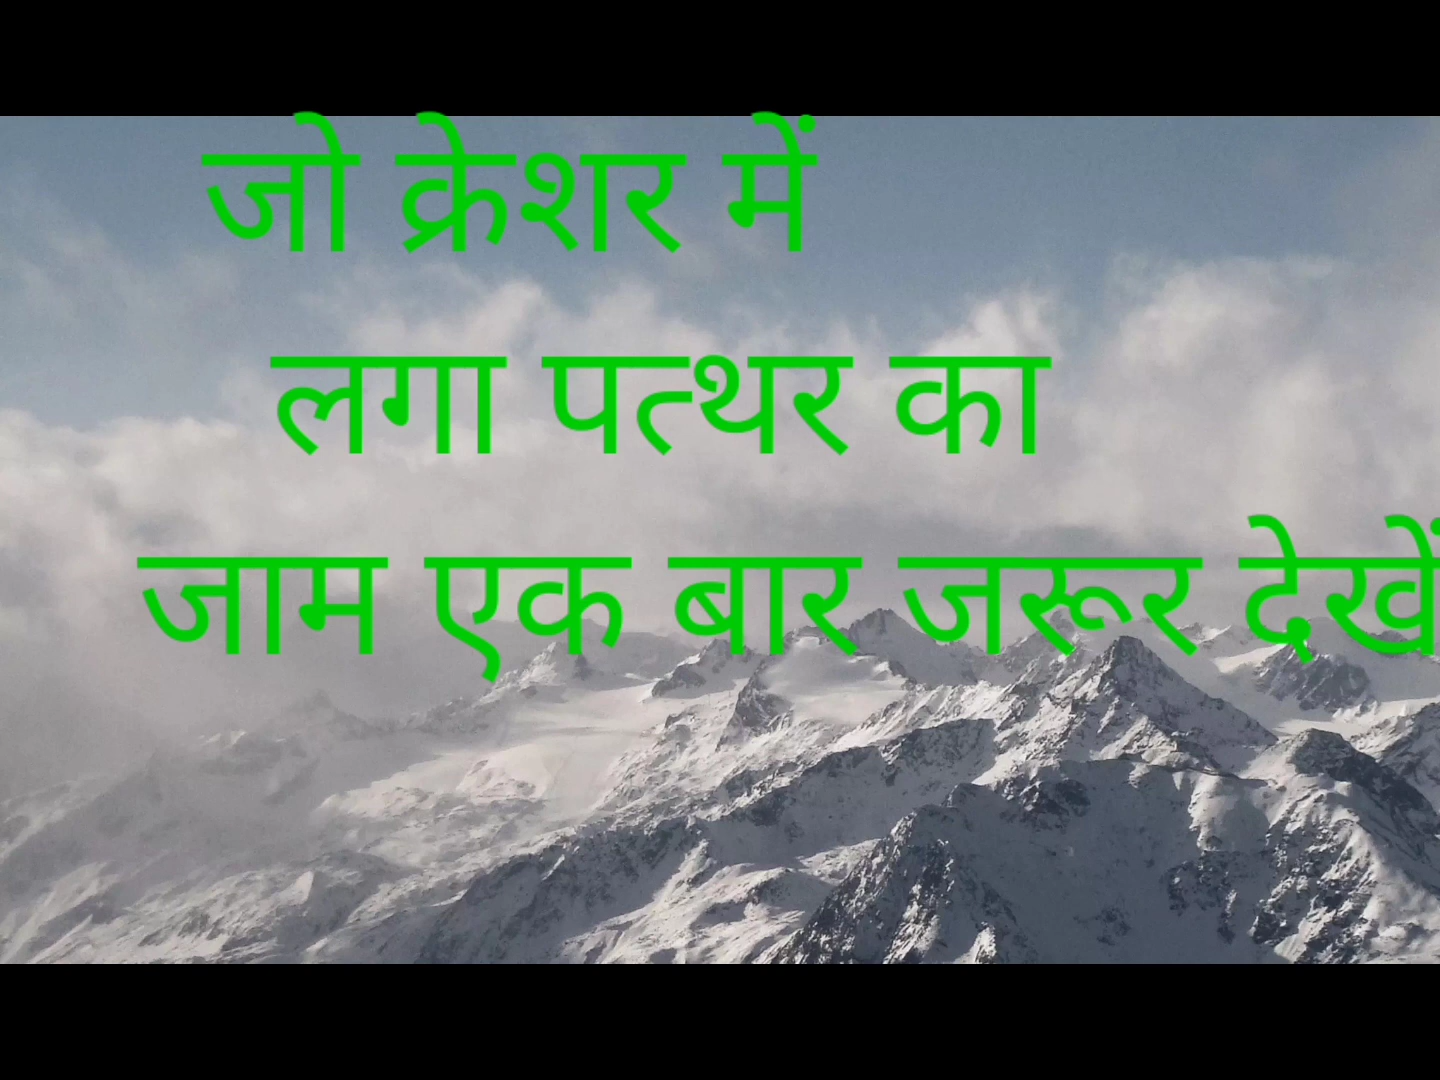 जो क्रेशर में
लगा पत्थर का
जाम एक बार जरूर देखें